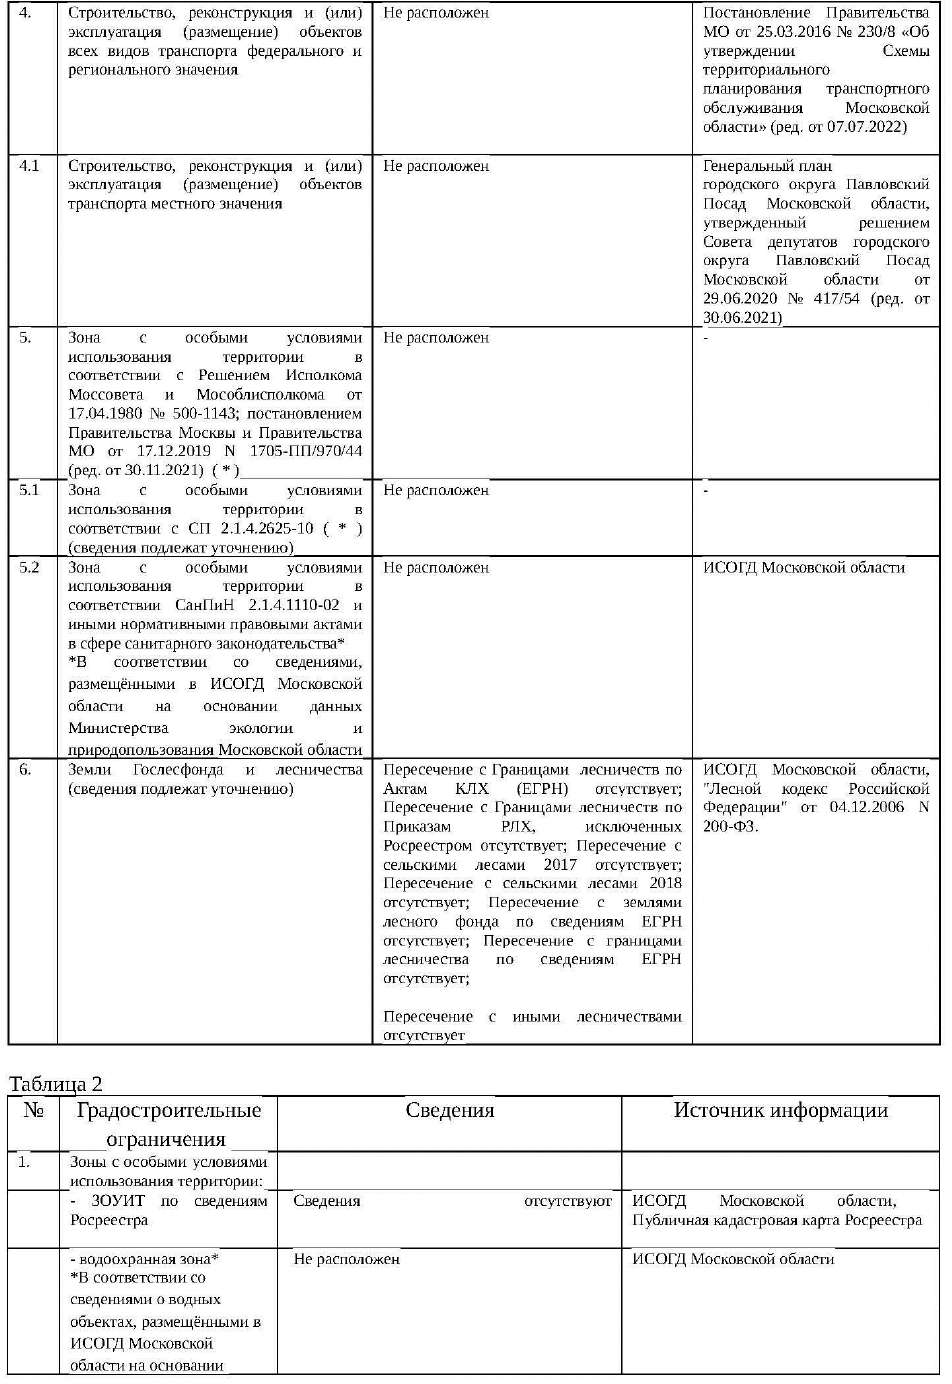 4.
Строительство, реконструкция и (или)
эксплуатация (размещение) объектов
всех видов транспорта федерального и
регионального значения
Не расположен
Постановление Правительства
МО от 25.03.2016 № 230/8 «Об
утверждении Схемы
территориального
планирования транспортного
обслуживания Московской
области» (ред. от 07.07.2022)
4.1
Строительство, реконструкция и (или)
эксплуатация (размещение) объектов
транспорта местного значения
Не расположен
Генеральный план
городского округа Павловский
Посад Московской области,
утвержденный решением
Совета депутатов городского
округа Павловский Посад
Московской области от
29.06.2020 № 417/54 (ред. от
30.06.2021)
5.
Зона с особыми условиями
использования территории в
соответствии с Решением Исполкома
Моссовета и Мособлисполкома от
17.04.1980 № 500-1143; постановлением
Правительства Москвы и Правительства
МО от 17.12.2019 N 1705-ПП/970/44
(ред. от 30.11.2021) ( * )
Не расположен
-
5.1
Зона с особыми условиями
использования территории в
соответствии с СП 2.1.4.2625-10 ( * )
(сведения подлежат уточнению)
Не расположен
-
5.2
Зона с особыми условиями
использования территории в
соответствии СанПиН 2.1.4.1110-02 и
иными нормативными правовыми актами
в сфере санитарного законодательства*
*В соответствии со сведениями,
размещёнными в ИСОГД Московской
области на основании данных
Министерства экологии и
природопользования Московской области
Не расположен
ИСОГД Московской области
6.
Земли Гослесфонда и лесничества
(сведения подлежат уточнению)
Пересечение с Границами лесничеств по
Актам КЛХ (ЕГРН) отсутствует;
Пересечение с Границами лесничеств по
Приказам РЛХ, исключенных
Росреестром отсутствует; Пересечение с
сельскими лесами 2017 отсутствует;
Пересечение с сельскими лесами 2018
отсутствует; Пересечение с землями
лесного фонда по сведениям ЕГРН
отсутствует; Пересечение с границами
лесничества по сведениям ЕГРН
отсутствует;
Пересечение с иными лесничествами
отсутствует
ИСОГД Московской области,
"Лесной кодекс Российской
Федерации" от 04.12.2006 N
200-ФЗ.
Таблица 2
№
Градостроительные
ограничения
Сведения
Источник информации
1.
Зоны с особыми условиями
использования территории:
- ЗОУИТ по сведениям
Росреестра
Сведения отсутствуют
ИСОГД Московской области,
Публичная кадастровая карта Росреестра
- водоохранная зона*
*В соответствии со
сведениями о водных
объектах, размещёнными в
ИСОГД Московской
области на основании
Не расположен
ИСОГД Московской области